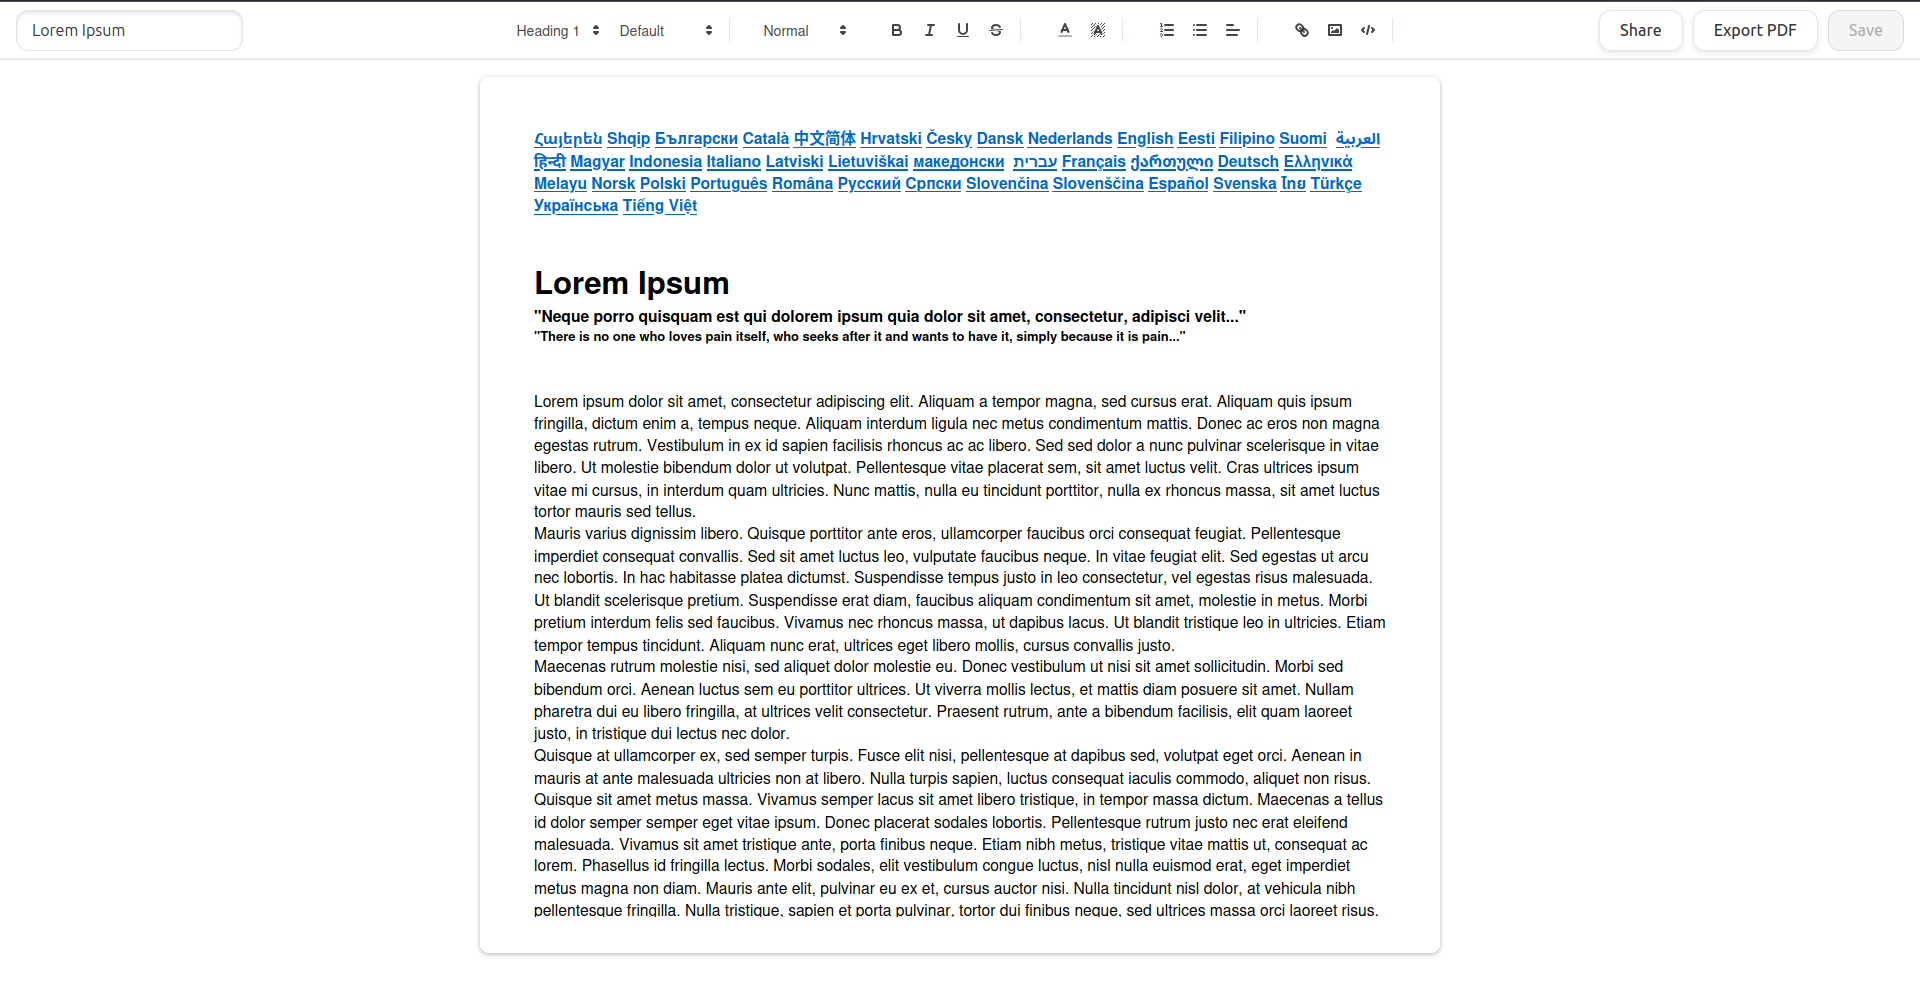 Lorem Ipsum
Heading 1 Default Normal
Share Export PDF Save
Հայերեն Shqip Български Català 中文简体 Hrvatski Česky Dansk Nederlands English Eesti Filipino Suomi العربية
हिन्दी Magyar Indonesia Italiano Latviski Lietuviškai македонски עברית Français ქართული Deutsch Ελληνικά
Melayu Norsk Polski Português Româna Русский Српски Slovenčina Slovenščina Español Svenska ไทย Türkçe
Українська Tiếng Việt
Lorem Ipsum
"Neque porro quisquam est qui dolorem ipsum quia dolor sit amet, consectetur, adipisci velit..."
"There is no one who loves pain itself, who seeks after it and wants to have it, simply because it is pain..."
Lorem ipsum dolor sit amet, consectetur adipiscing elit. Aliquam a tempor magna, sed cursus erat. Aliquam quis ipsum
fringilla, dictum enim a, tempus neque. Aliquam interdum ligula nec metus condimentum mattis. Donec ac eros non magna
egestas rutrum. Vestibulum in ex id sapien facilisis rhoncus ac ac libero. Sed sed dolor a nunc pulvinar scelerisque in vitae
libero. Ut molestie bibendum dolor ut volutpat. Pellentesque vitae placerat sem, sit amet luctus velit. Cras ultrices ipsum
vitae mi cursus, in interdum quam ultricies. Nunc mattis, nulla eu tincidunt porttitor, nulla ex rhoncus massa, sit amet luctus
tortor mauris sed tellus.
Mauris varius dignissim libero. Quisque porttitor ante eros, ullamcorper faucibus orci consequat feugiat. Pellentesque
imperdiet consequat convallis. Sed sit amet luctus leo, vulputate faucibus neque. In vitae feugiat elit. Sed egestas ut arcu
nec lobortis. In hac habitasse platea dictumst. Suspendisse tempus justo in leo consectetur, vel egestas risus malesuada.
Ut blandit scelerisque pretium. Suspendisse erat diam, faucibus aliquam condimentum sit amet, molestie in metus. Morbi
pretium interdum felis sed faucibus. Vivamus nec rhoncus massa, ut dapibus lacus. Ut blandit tristique leo in ultricies. Etiam
tempor tempus tincidunt. Aliquam nunc erat, ultrices eget libero mollis, cursus convallis justo.
Maecenas rutrum molestie nisi, sed aliquet dolor molestie eu. Donec vestibulum ut nisi sit amet sollicitudin. Morbi sed
bibendum orci. Aenean luctus sem eu porttitor ultrices. Ut viverra mollis lectus, et mattis diam posuere sit amet. Nullam
pharetra dui eu libero fringilla, at ultrices velit consectetur. Praesent rutrum, ante a bibendum facilisis, elit quam laoreet
justo, in tristique dui lectus nec dolor.
Quisque at ullamcorper ex, sed semper turpis. Fusce elit nisi, pellentesque at dapibus sed, volutpat eget orci. Aenean in
mauris at ante malesuada ultricies non at libero. Nulla turpis sapien, luctus consequat iaculis commodo, aliquet non risus.
Quisque sit amet metus massa. Vivamus semper lacus sit amet libero tristique, in tempor massa dictum. Maecenas a tellus
id dolor semper semper eget vitae ipsum. Donec placerat sodales lobortis. Pellentesque rutrum justo nec erat eleifend
malesuada. Vivamus sit amet tristique ante, porta finibus neque. Etiam nibh metus, tristique vitae mattis ut, consequat ac
lorem. Phasellus id fringilla lectus. Morbi sodales, elit vestibulum congue luctus, nisl nulla euismod erat, eget imperdiet
metus magna non diam. Mauris ante elit, pulvinar eu ex et, cursus auctor nisi. Nulla tincidunt nisl dolor, at vehicula nibh
pellentesque fringilla. Nulla tristique, sapien et porta pulvinar, tortor dui finibus neque, sed ultrices massa orci laoreet risus.